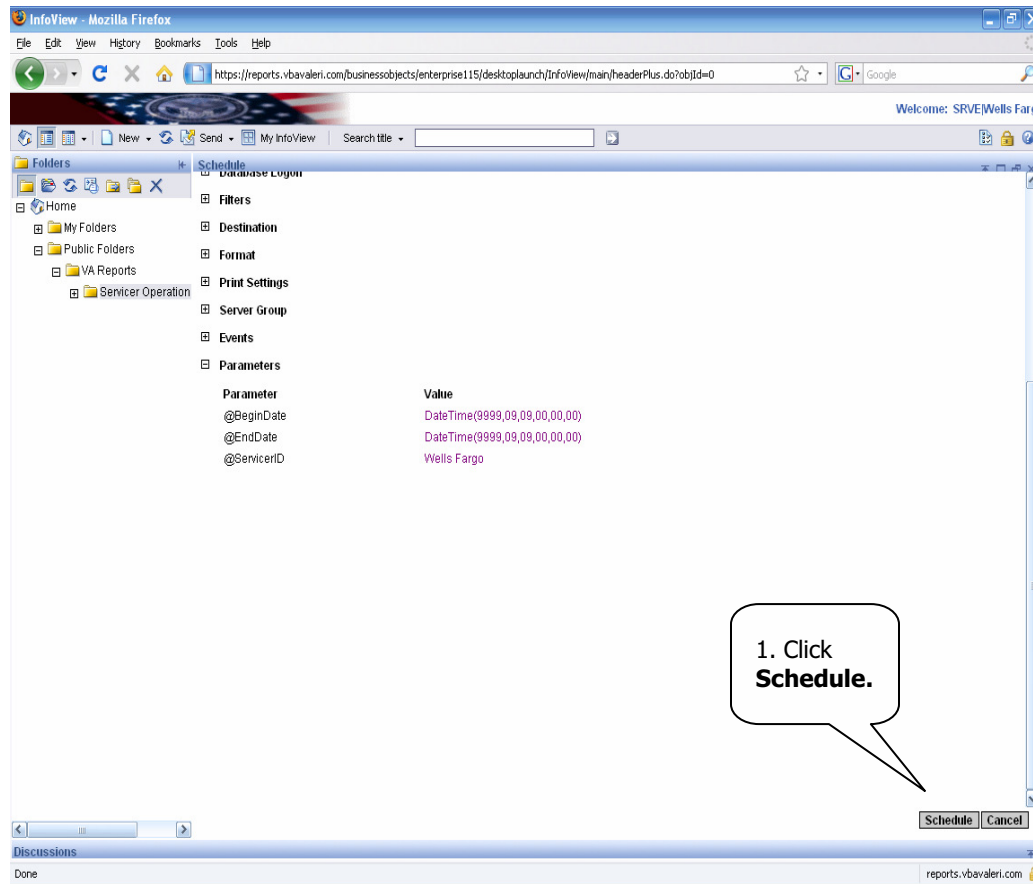 InfoView - Mozilla Firefox
File Edit View History Bookmarks Tools Help
https://reports.vbavaleri.com/businessobjects/enterprise115/desktoplaunch/InfoView/main/headerPlus.do?objId=0
G Google
Welcome: SRVE|Wells Farg
New Send My InfoView Search title
Folders
Schedule
Database Logon
Home
My Folders
Public Folders
VA Reports
Servicer Operation
Filters
Destination
Format
Print Settings
Server Group
Events
Parameters
Parameter Value
@BeginDate DateTime(9999,09,09,00,00,00)
@EndDate DateTime(9999,09,09,00,00,00)
@ServicerID Wells Fargo
1. Click
Schedule.
Schedule Cancel
Discussions
Done reports.vbavaleri.com